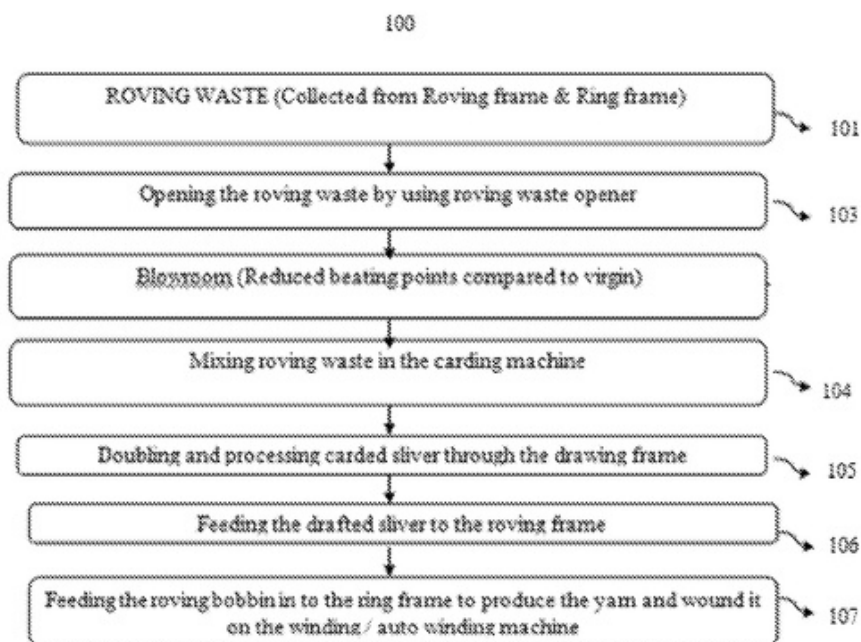 100
ROVING WASTE (Collected from Roving frame & Ring frame)
101
Opening the roving waste by using roving waste opener
103
Blowroom (Reduced beating points compared to virgin)
Mixing roving waste in the carding machine
104
Doubling and processing carded sliver through the drawing frame
105
Feeding the drafted sliver to the roving frame
106
Feeding the roving bobbin in to the ring frame to produce the yarn and wound it
on the winding / auto winding machine
107